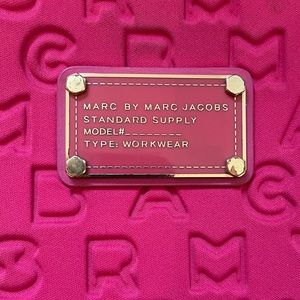 MARC BY MARC JACOBS
STANDARD SUPPLY
MODEL#________
TYPE: WORKWEAR